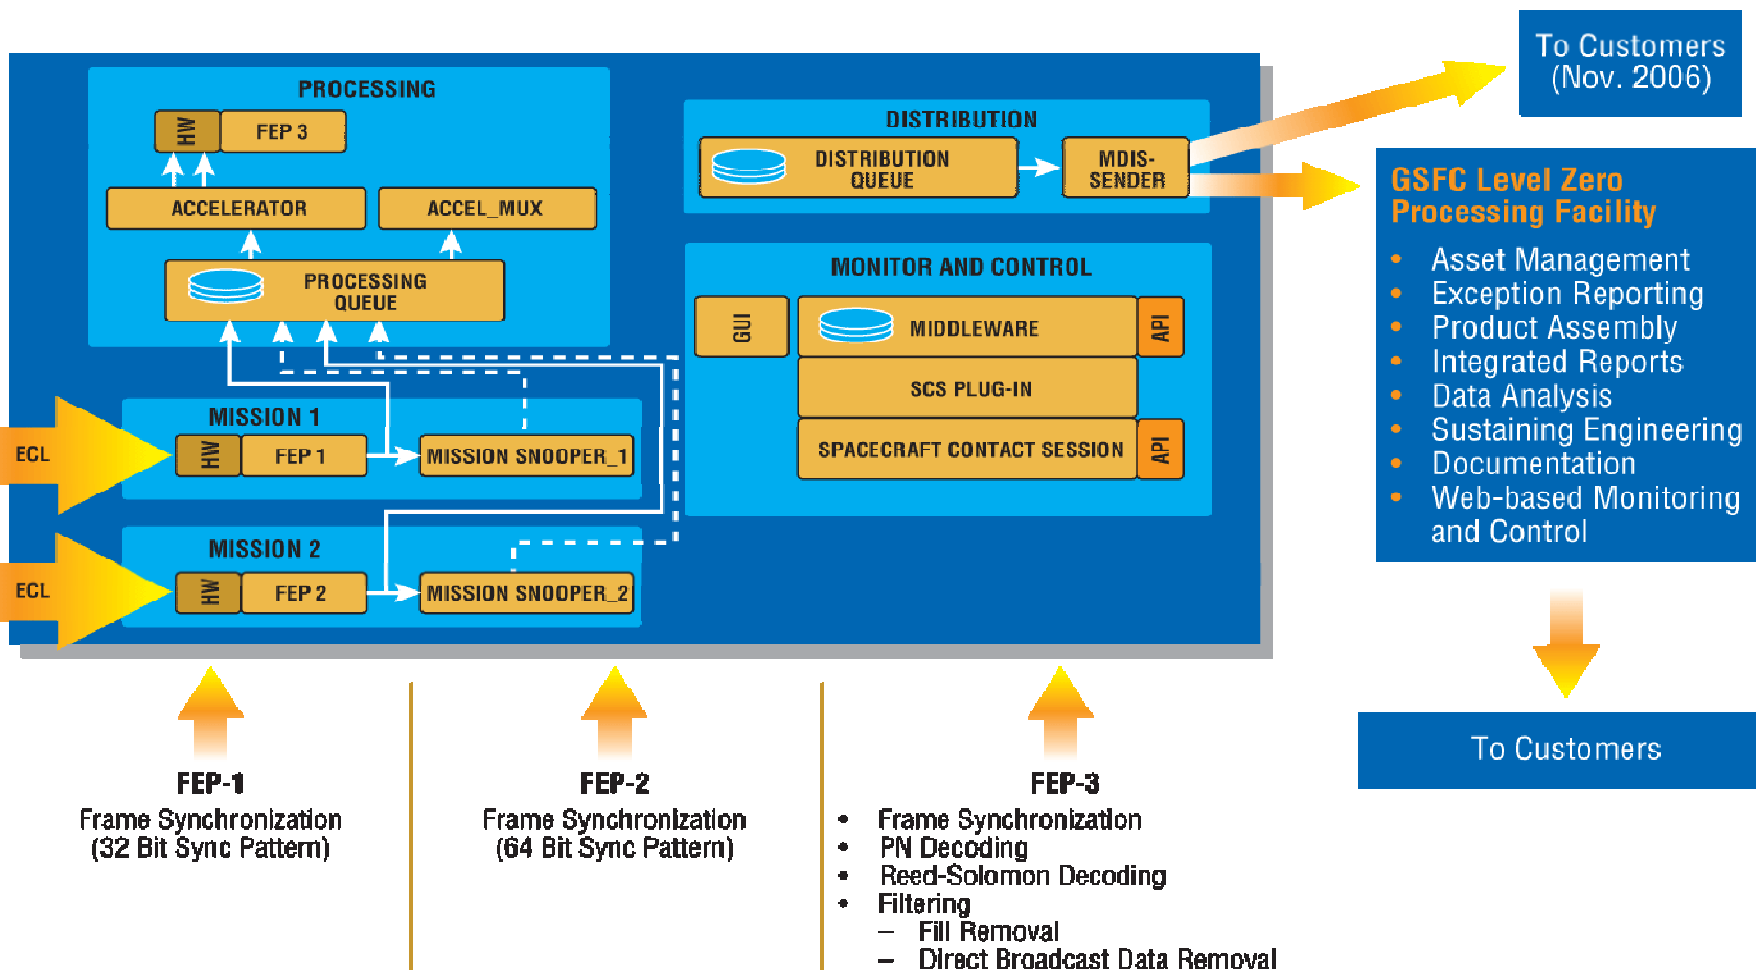 PROCESSING
HW
FEP 3
ACCELERATOR
ACCEL_MUX
PROCESSING
QUEUE
DISTRIBUTION
DISTRIBUTION
QUEUE
MDIS-
SENDER
MONITOR AND CONTROL
GUI
MIDDLEWARE
API
SCS PLUG-IN
SPACECRAFT CONTACT SESSION
API
ECL
MISSION 1
HW
FEP 1
MISSION SNOOPER_1
ECL
MISSION 2
HW
FEP 2
MISSION SNOOPER_2
To Customers
(Nov. 2006)
GSFC Level Zero
Processing Facility
• Asset Management
• Exception Reporting
• Product Assembly
• Integrated Reports
• Data Analysis
• Sustaining Engineering
• Documentation
• Web-based Monitoring
and Control
To Customers
FEP-1
Frame Synchronization
(32 Bit Sync Pattern)
FEP-2
Frame Synchronization
(64 Bit Sync Pattern)
FEP-3
• Frame Synchronization
• PN Decoding
• Reed-Solomon Decoding
• Filtering
– Fill Removal
– Direct Broadcast Data Removal